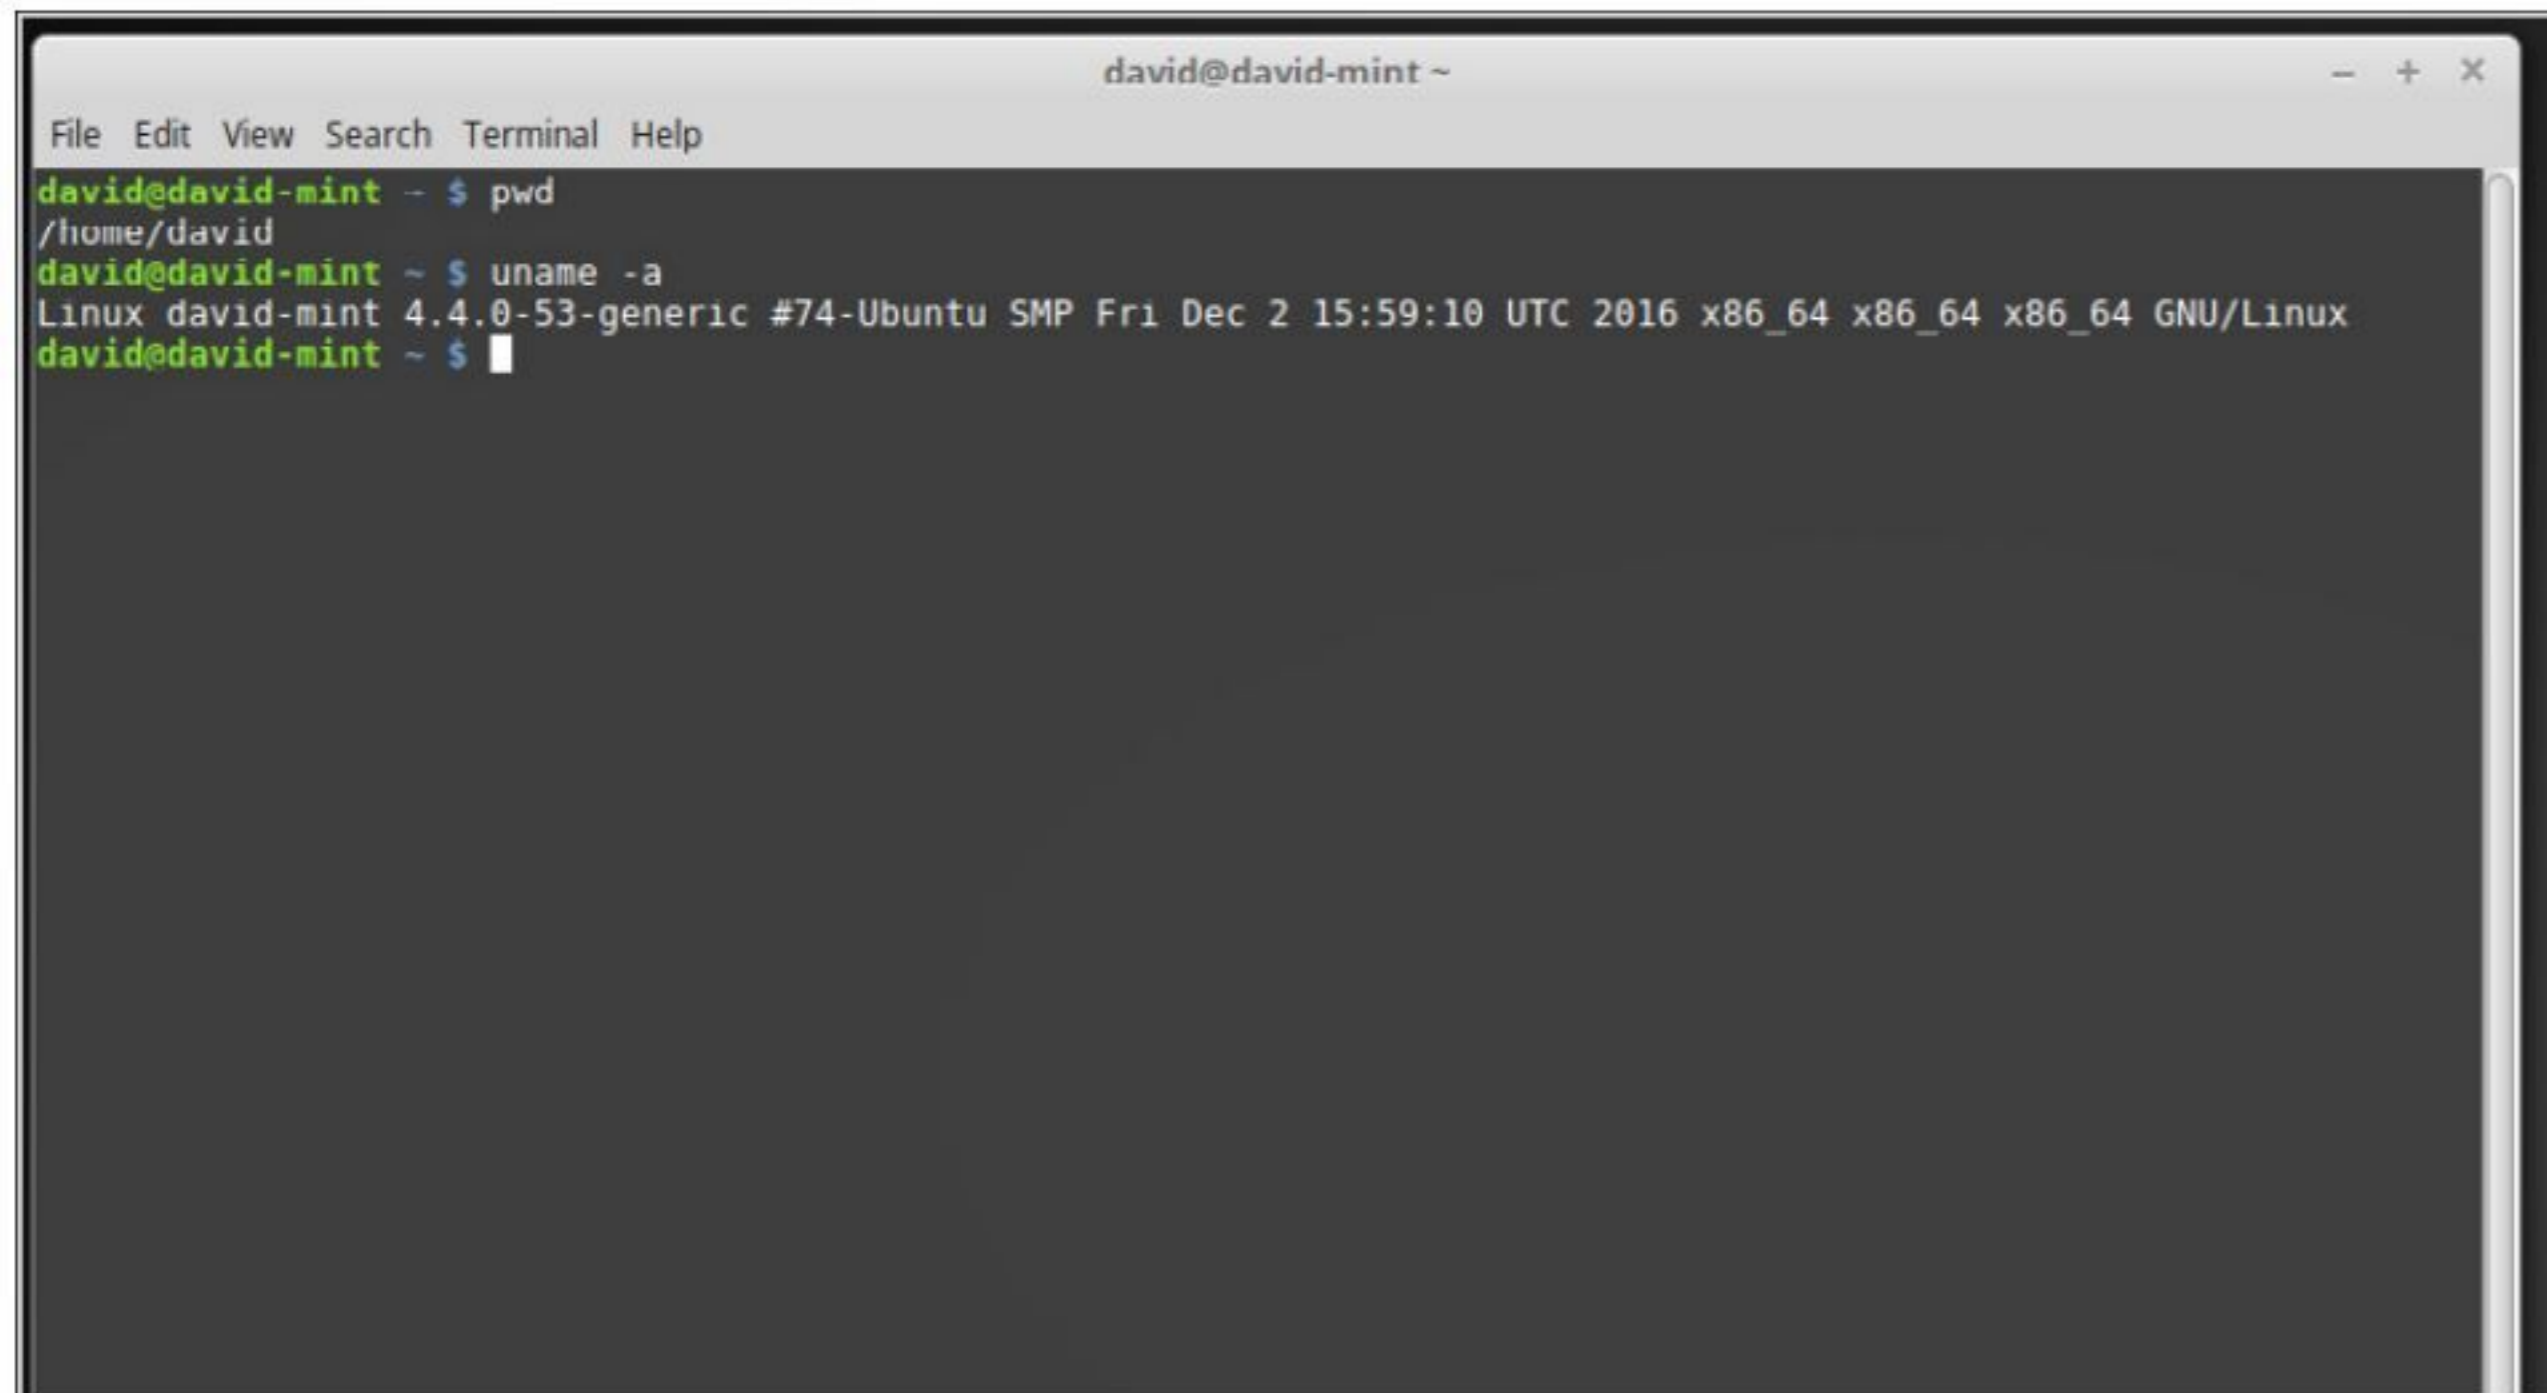 david@david-mint ~
File Edit View Search Terminal Help
david@david-mint ~ $ pwd
/home/david
david@david-mint ~ $ uname -a
Linux david-mint 4.4.0-53-generic #74-Ubuntu SMP Fri Dec 2 15:59:10 UTC 2016 x86_64 x86_64 x86_64 GNU/Linux
david@david-mint ~ $